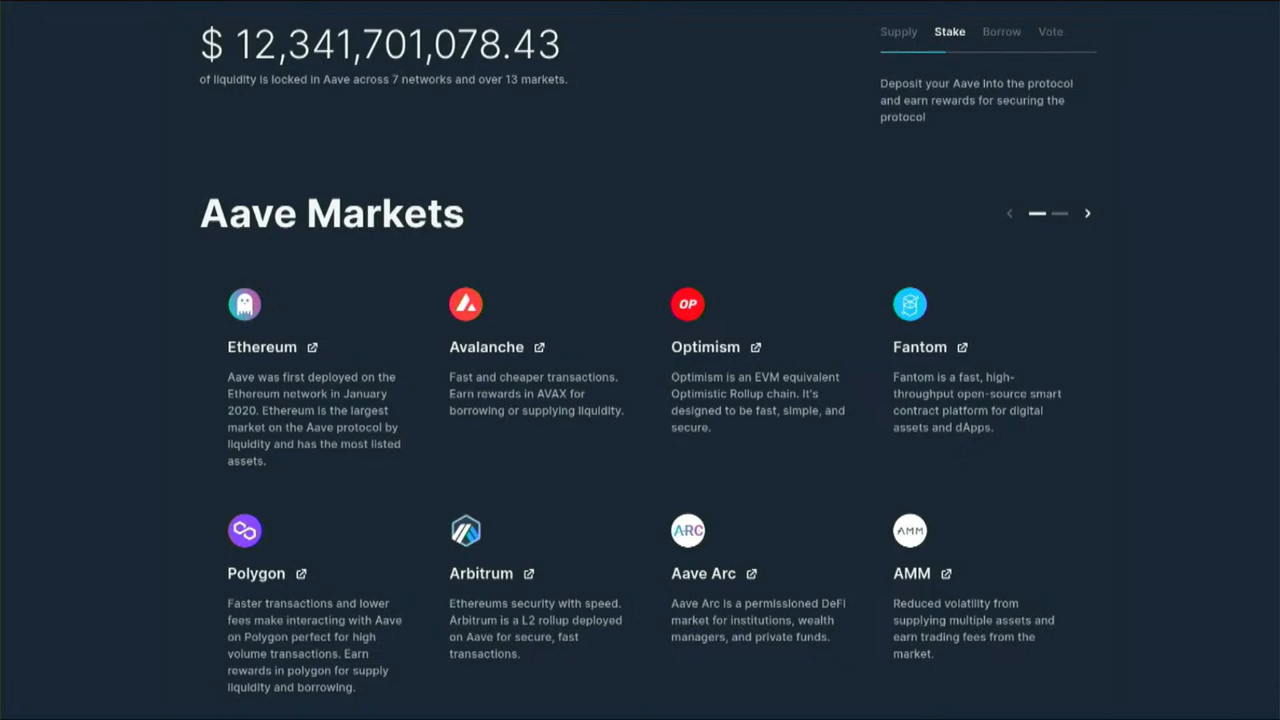 $ 12,341,701,078.43
of liquidity is locked in Aave across 7 networks and over 13 markets.
Supply Stake Borrow Vote
Deposit your Aave into the protocol
and earn rewards for securing the
protocol
Aave Markets
Ethereum
Aave was first deployed on the
Ethereum network in January
2020. Ethereum is the largest
market on the Aave protocol by
liquidity and has the most listed
assets.
Avalanche
Fast and cheaper transactions.
Earn rewards in AVAX for
borrowing or supplying liquidity.
OP
Optimism
Optimism is an EVM equivalent
Optimistic Rollup chain. It's
designed to be fast, simple, and
secure.
Fantom
Fantom is a fast, high-
throughput open-source smart
contract platform for digital
assets and dApps.
Polygon
Faster transactions and lower
fees make interacting with Aave
on Polygon perfect for high
volume transactions. Earn
rewards in polygon for supply
liquidity and borrowing.
Arbitrum
Ethereums security with speed.
Arbitrum is a L2 rollup deployed
on Aave for secure, fast
transactions.
ARC
Aave Arc
Aave Arc is a permissioned DeFi
market for institutions, wealth
managers, and private funds.
AMM
AMM
Reduced volatility from
supplying multiple assets and
earn trading fees from the
market.